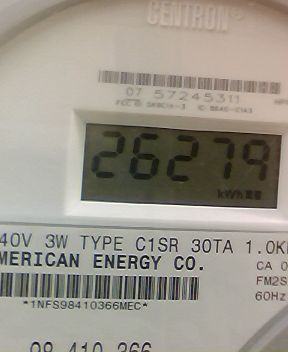 CENTRON®
07 57245311
26279
kWh
40V 3W TYPE C1SR 30TA 1.0K
MERICAN ENERGY CO.
CA 0
FM2S
60Hz
*1NFS98410366MEC*
98 410 366